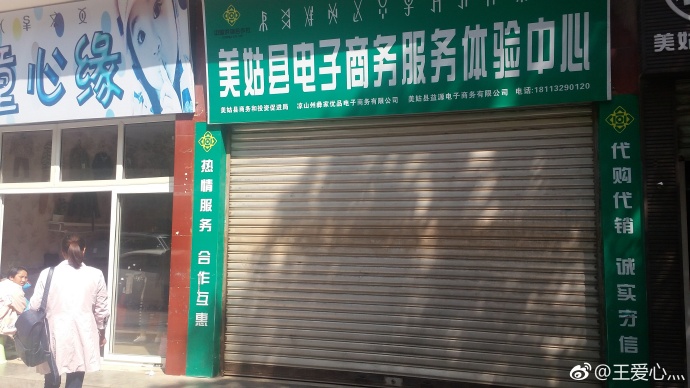 童心缘
美姑县电子商务服务体验中心
美姑县商务和投资促进局 凉山州彝家优品电子商务有限公司 美姑县益源电子商务有限公司 电话:18113290120
热情服务 合作互惠
代购代销 诚实守信
美姑
@王爱心灬